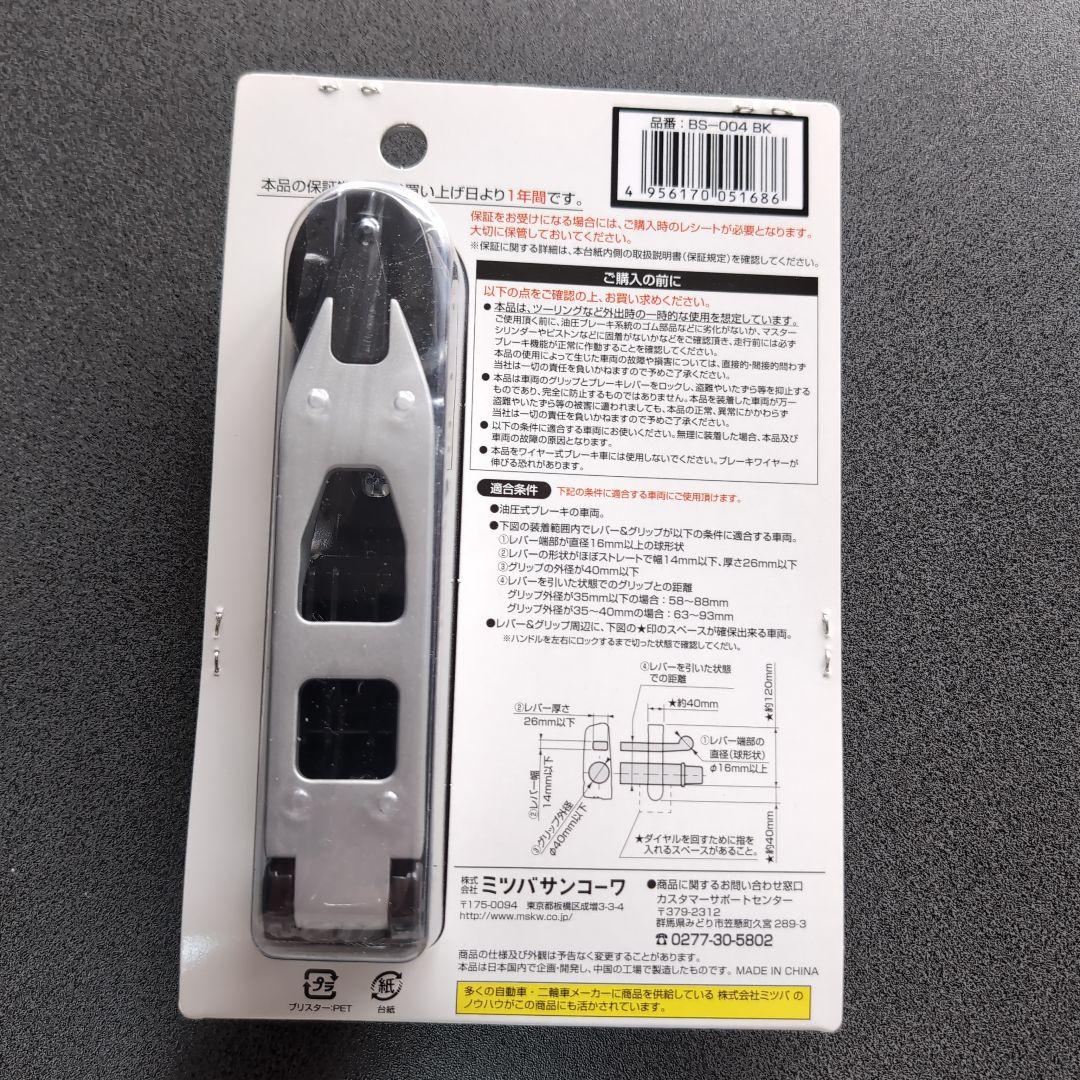 品番：BS-004 BK
4 956170 051686
本品の保証 買い上げ日より1年間です。
保証をお受けになる場合には、ご購入時のレシートが必要となります。
大切に保管しておいてください。
※保証に関する詳細は、本台紙内側の取扱説明書(保証規定)を確認してください。
ご購入の前に
以下の点をご確認の上、お買い求めください。
●本品は、ツーリングなど外出時の一時的な使用を想定しています。
ご使用頂く前に、油圧ブレーキ系統のゴム部品などに劣化がないか、マスター
シリンダーやピストンなどに固着がないかなどをご確認頂き、走行前には必ず
ブレーキ機能が正常に作動することを確認してください。
本品の使用によって生じた車両の故障や損害については、直接的・間接的問わず
当社は一切の責任を負いかねますので予めご了承ください。
●本品は車両のグリップとブレーキレバーをロックし、盗難やいたずら等を抑止する
ものであり、完全に防止するものではありません。本品を装着した車両が万一
盗難やいたずら等の被害に遭われましても、本品の正常、異常にかかわらず
当社は一切の責任を負いかねますので予めご了承ください。
●以下の条件に適合する車両にお使いください。無理に装着した場合、本品及び
車両の故障の原因となります。
●本品をワイヤー式ブレーキ車には使用しないでください。ブレーキワイヤーが
伸びる恐れがあります。
適合条件 下記の条件に適合する車両にご使用頂けます。
●油圧式ブレーキの車両。
●下図の装着範囲内でレバー&グリップが以下の条件に適合する車両。
①レバー端部が直径16mm以上の球形状
②レバーの形状がほぼストレートで幅14mm以下、厚さ26mm以下
③グリップの外径が40mm以下
④レバーを引いた状態でのグリップとの距離
グリップ外径が35mm以下の場合：58〜88mm
グリップ外径が35〜40mmの場合：63〜93mm
●レバー&グリップ周辺に、下図の★印のスペースが確保出来る車両。
※ハンドルを左右にロックするまで切った状態で確認してください。
④レバーを引いた状態
での距離
★約40mm
★約120mm
②レバー厚さ
26mm以下
①レバー端部の
直径(球形状)
φ16mm以上
②レバー幅
14mm以下
③グリップ外径
φ40mm以下
★ダイヤルを回すために指を
入れるスペースがあること。
★約40mm
株式会社 ミツバサンコーワ
〒175-0094 東京都板橋区成増3-3-4
http://www.mskw.co.jp/
●商品に関するお問い合わせ窓口
カスタマーサポートセンター
〒379-2312
群馬県みどり市笠懸町久宮 289-3
☎0277-30-5802
商品の仕様及び外観は予告なく変更することがあります。
本品は日本国内で企画・開発し、中国の工場で製造したものです。MADE IN CHINA
多くの自動車・二輪車メーカーに商品を供給している 株式会社ミツバ の
ノウハウがこの商品にも活かされています。
プラ
ブリスター:PET
紙
台紙